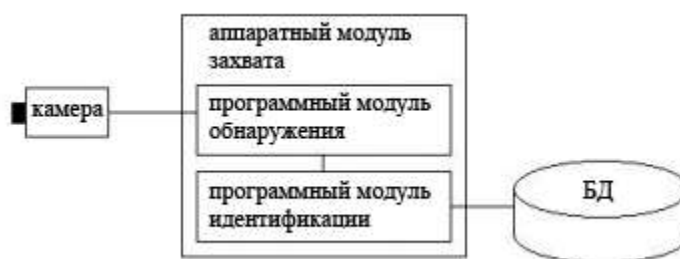 аппаратный модуль
захвата
камера
программный модуль
обнаружения
программный модуль
идентификации
БД